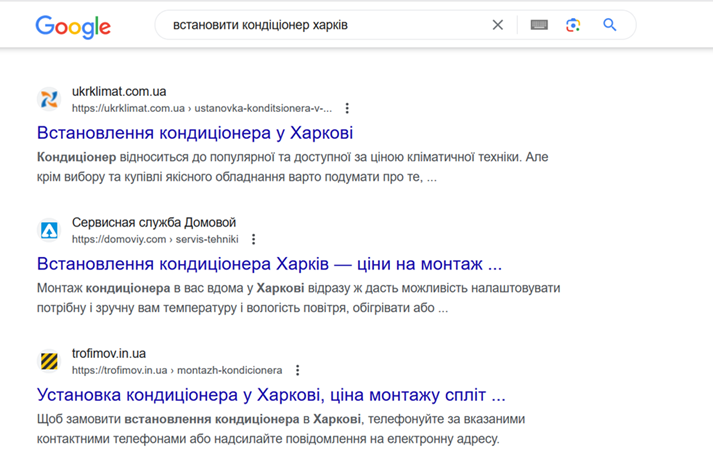 Google
встановити кондіціонер харків
ukrklimat.com.ua
https://ukrklimat.com.ua › ustanovka-konditsionera-v-...
Встановлення кондиціонера у Харкові
Кондиціонер відноситься до популярної та доступної за ціною кліматичної техніки. Але
крім вибору та купівлі якісного обладнання варто подумати про те, ...
Сервисная служба Домовой
https://domoviy.com › servis-tehniki
Встановлення кондиціонера Харків — ціни на монтаж ...
Монтаж кондиціонера в вас вдома у Харкові відразу ж дасть можливість налаштовувати
потрібну і зручну вам температуру і вологість повітря, обігрівати або ...
trofimov.in.ua
https://trofimov.in.ua › montazh-kondicionera
Установка кондиціонера у Харкові, ціна монтажу спліт ...
Щоб замовити встановлення кондиціонера в Харкові, телефонуйте за вказаними
контактними телефонами або надсилайте повідомлення на електронну адресу.